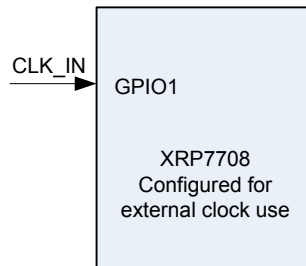 CLK_IN
GPIO1
XRP7708
Configured for
external clock use